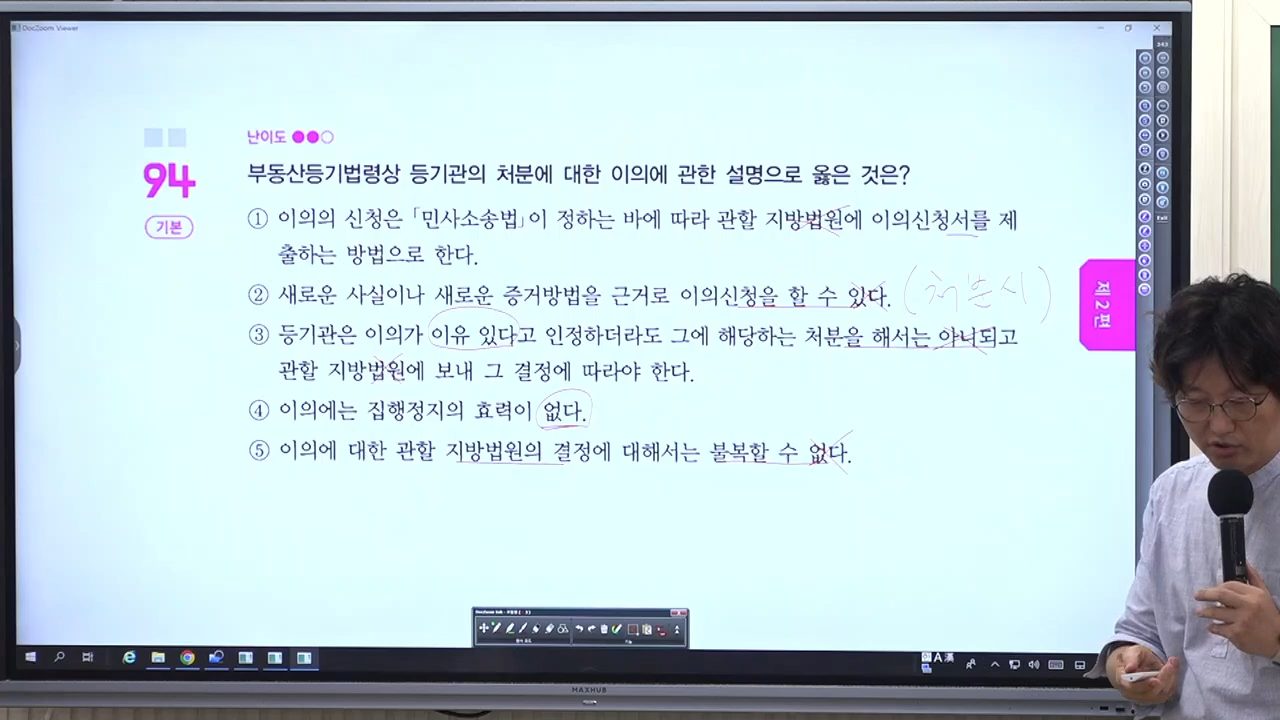 DocZoom Viewer
난이도
94
부동산등기법령상 등기관의 처분에 대한 이의에 관한 설명으로 옳은 것은?
기본
① 이의의 신청은 「민사소송법」이 정하는 바에 따라 관할 지방법원에 이의신청서를 제
출하는 방법으로 한다.
② 새로운 사실이나 새로운 증거방법을 근거로 이의신청을 할 수 있다. (처분시)
③ 등기관은 이의가 이유 있다고 인정하더라도 그에 해당하는 처분을 해서는 아니되고
관할 지방법원에 보내 그 결정에 따라야 한다.
④ 이의에는 집행정지의 효력이 없다.
⑤ 이의에 대한 관할 지방법원의 결정에 대해서는 불복할 수 없다.
제2편
343
Exit
A 漢
MAXHUB